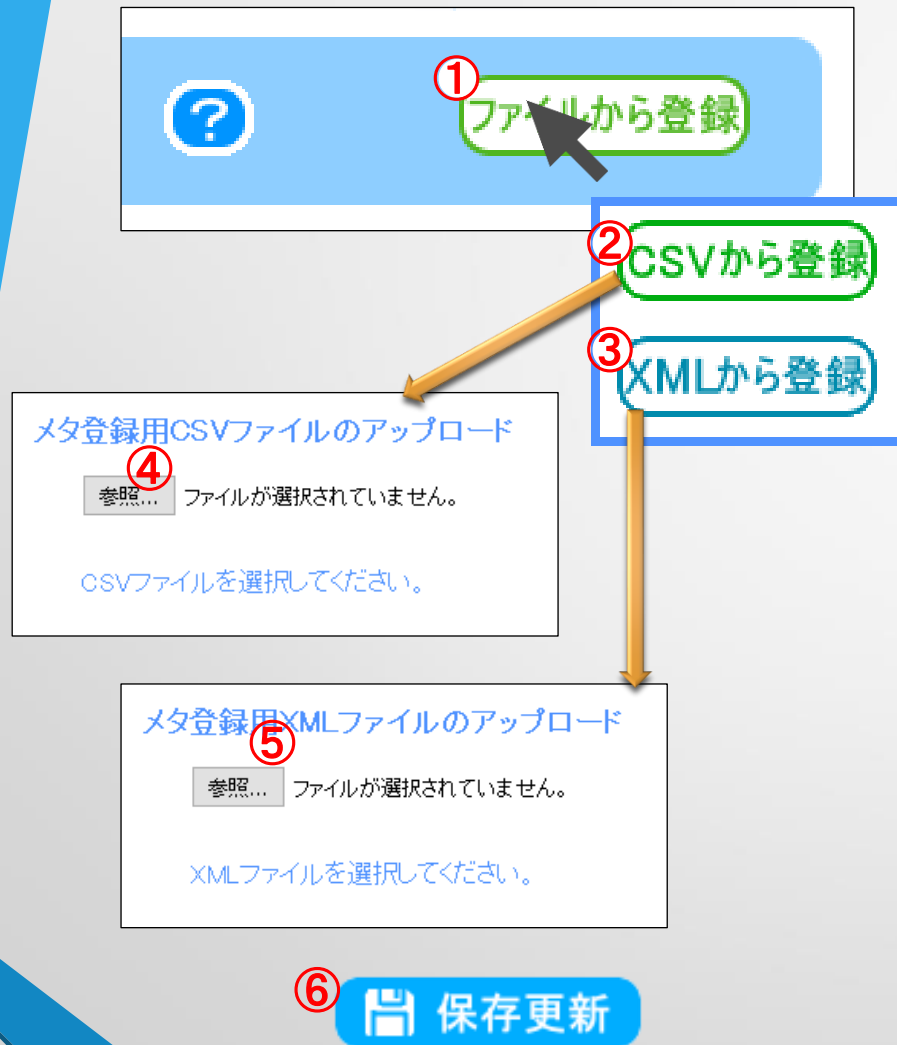 ?
①
ファイルから登録
②
CSVから登録
③
XMLから登録
メタ登録用CSVファイルのアップロード
④
参照... ファイルが選択されていません。
CSVファイルを選択してください。
メタ登録用XMLファイルのアップロード
⑤
参照... ファイルが選択されていません。
XMLファイルを選択してください。
⑥
保存更新